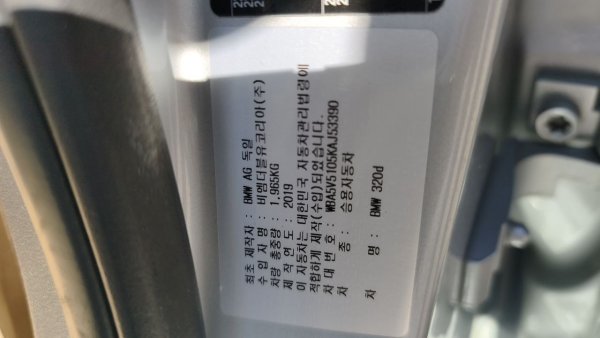 최초 제작자 : BMW AG 독일
수 입 자 명 : 비엠더블유코리아(주)
차량 총중량 : 1,965KG
제 작 연 도 : 2019
이 자동차는 대한민국 자동차관리법령에
적합하게 제작(수입)되었습니다.
차 대 번 호 : WBA5V5105KAJ53390
차 종 : 승용자동차
차 명 : BMW 320d